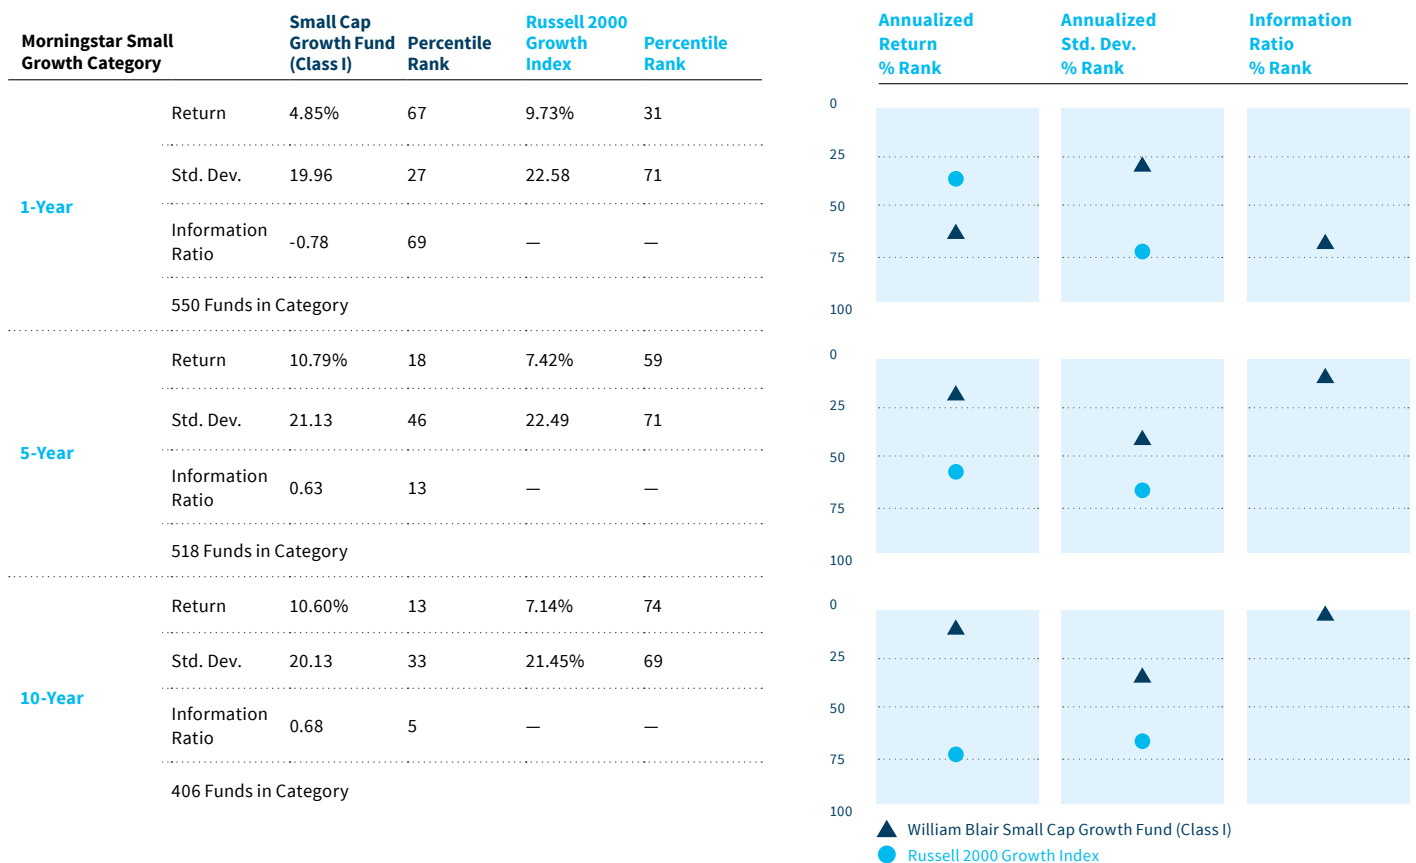 Morningstar Small
Growth Category
Small Cap
Growth Fund
(Class I)
Percentile
Rank
Russell 2000
Growth
Index
Percentile
Rank
1-Year
Return 4.85% 67 9.73% 31
Std. Dev. 19.96 27 22.58 71
Information
Ratio
-0.78 69 — —
550 Funds in Category
5-Year
Return 10.79% 18 7.42% 59
Std. Dev. 21.13 46 22.49 71
Information
Ratio
0.63 13 — —
518 Funds in Category
10-Year
Return 10.60% 13 7.14% 74
Std. Dev. 20.13 33 21.45% 69
Information
Ratio
0.68 5 — —
406 Funds in Category
Annualized
Return
% Rank
Annualized
Std. Dev.
% Rank
Information
Ratio
% Rank
0
25
50
75
100
0
25
50
75
100
0
25
50
75
100
William Blair Small Cap Growth Fund (Class I)
Russell 2000 Growth Index